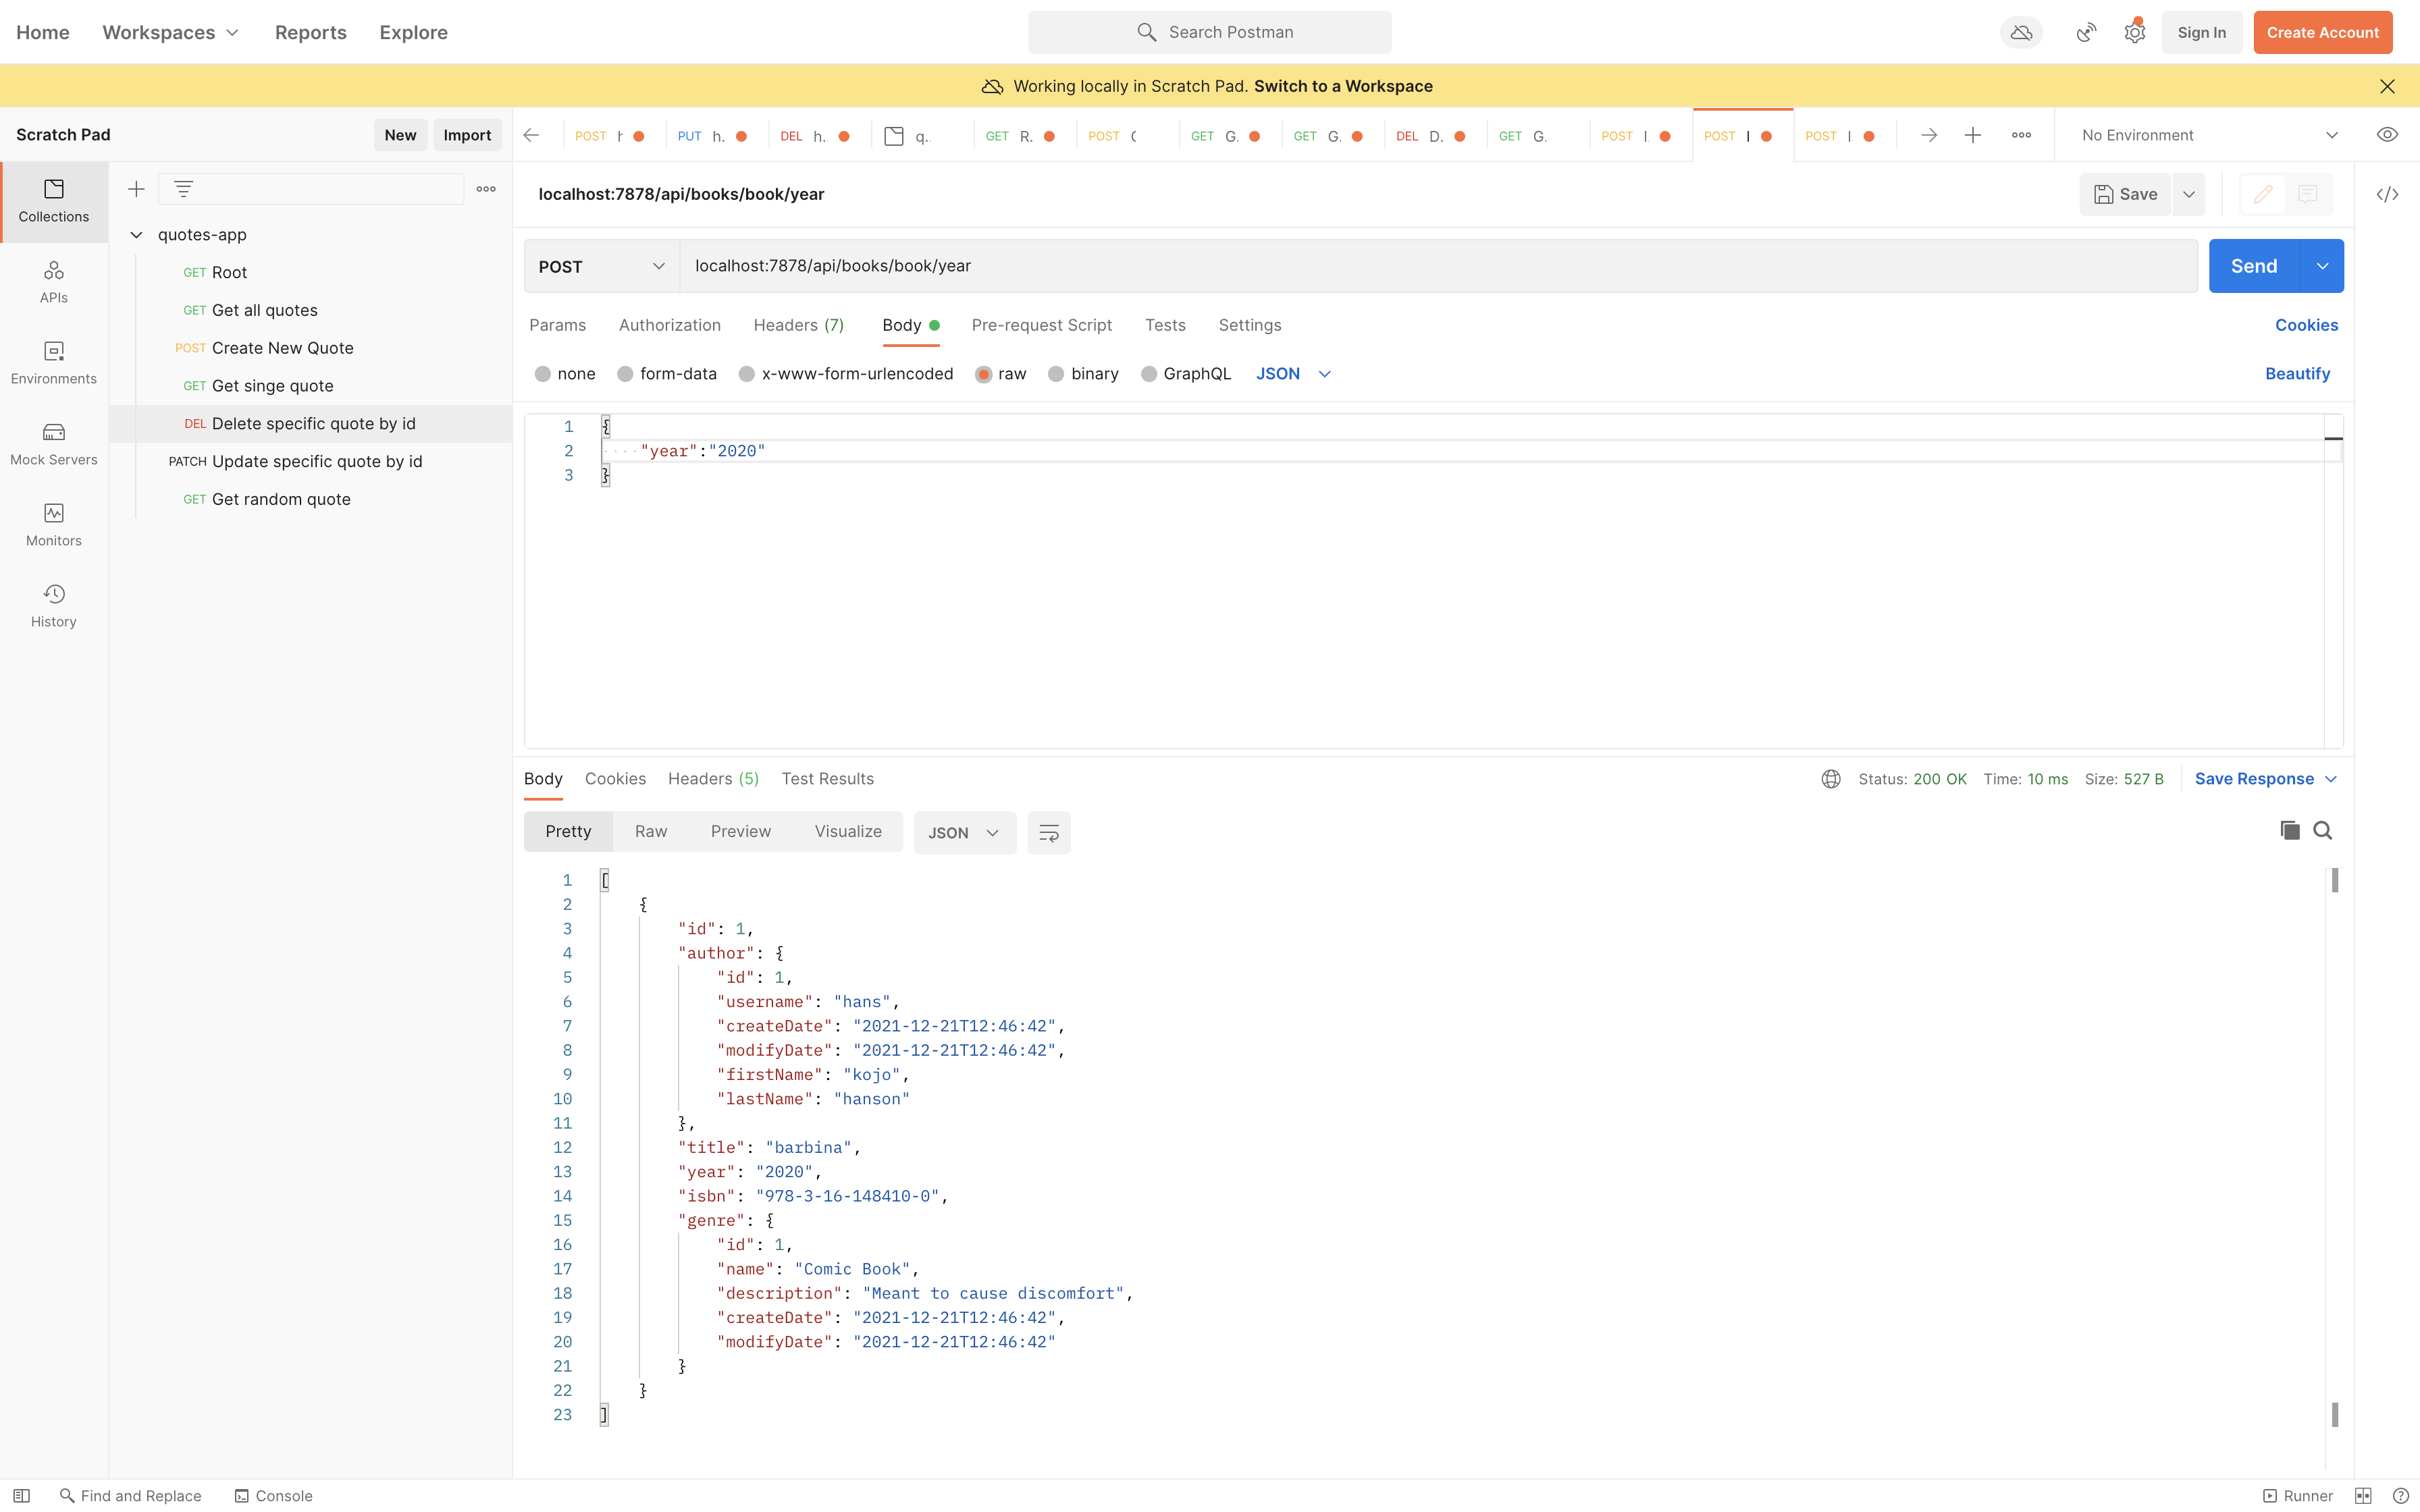 Home Workspaces Reports Explore Search Postman Sign In Create Account
Working locally in Scratch Pad. Switch to a Workspace
Scratch Pad New Import POST PUT h. DEL h. q.. GET R. POST GET G. GET G. DEL D. GET G. POST POST POST No Environment
Collections
APIs
Environments
Mock Servers
Monitors
History
quotes-app
GET Root
GET Get all quotes
POST Create New Quote
GET Get singe quote
DEL Delete specific quote by id
PATCH Update specific quote by id
GET Get random quote
localhost:7878/api/books/book/year Save
POST localhost:7878/api/books/book/year Send
Params Authorization Headers (7) Body Pre-request Script Tests Settings Cookies
none form-data x-www-form-urlencoded raw binary GraphQL JSON Beautify
1 {
2 "year":"2020"
3 }
Body Cookies Headers (5) Test Results Status: 200 OK Time: 10 ms Size: 527 B Save Response
Pretty Raw Preview Visualize JSON
1 [
2 {
3 "id": 1,
4 "author": {
5 "id": 1,
6 "username": "hans",
7 "createDate": "2021-12-21T12:46:42",
8 "modifyDate": "2021-12-21T12:46:42",
9 "firstName": "kojo",
10 "lastName": "hanson"
11 },
12 "title": "barbina",
13 "year": "2020",
14 "isbn": "978-3-16-148410-0",
15 "genre": {
16 "id": 1,
17 "name": "Comic Book",
18 "description": "Meant to cause discomfort",
19 "createDate": "2021-12-21T12:46:42",
20 "modifyDate": "2021-12-21T12:46:42"
21 }
22 }
23 ]
Find and Replace Console Runner